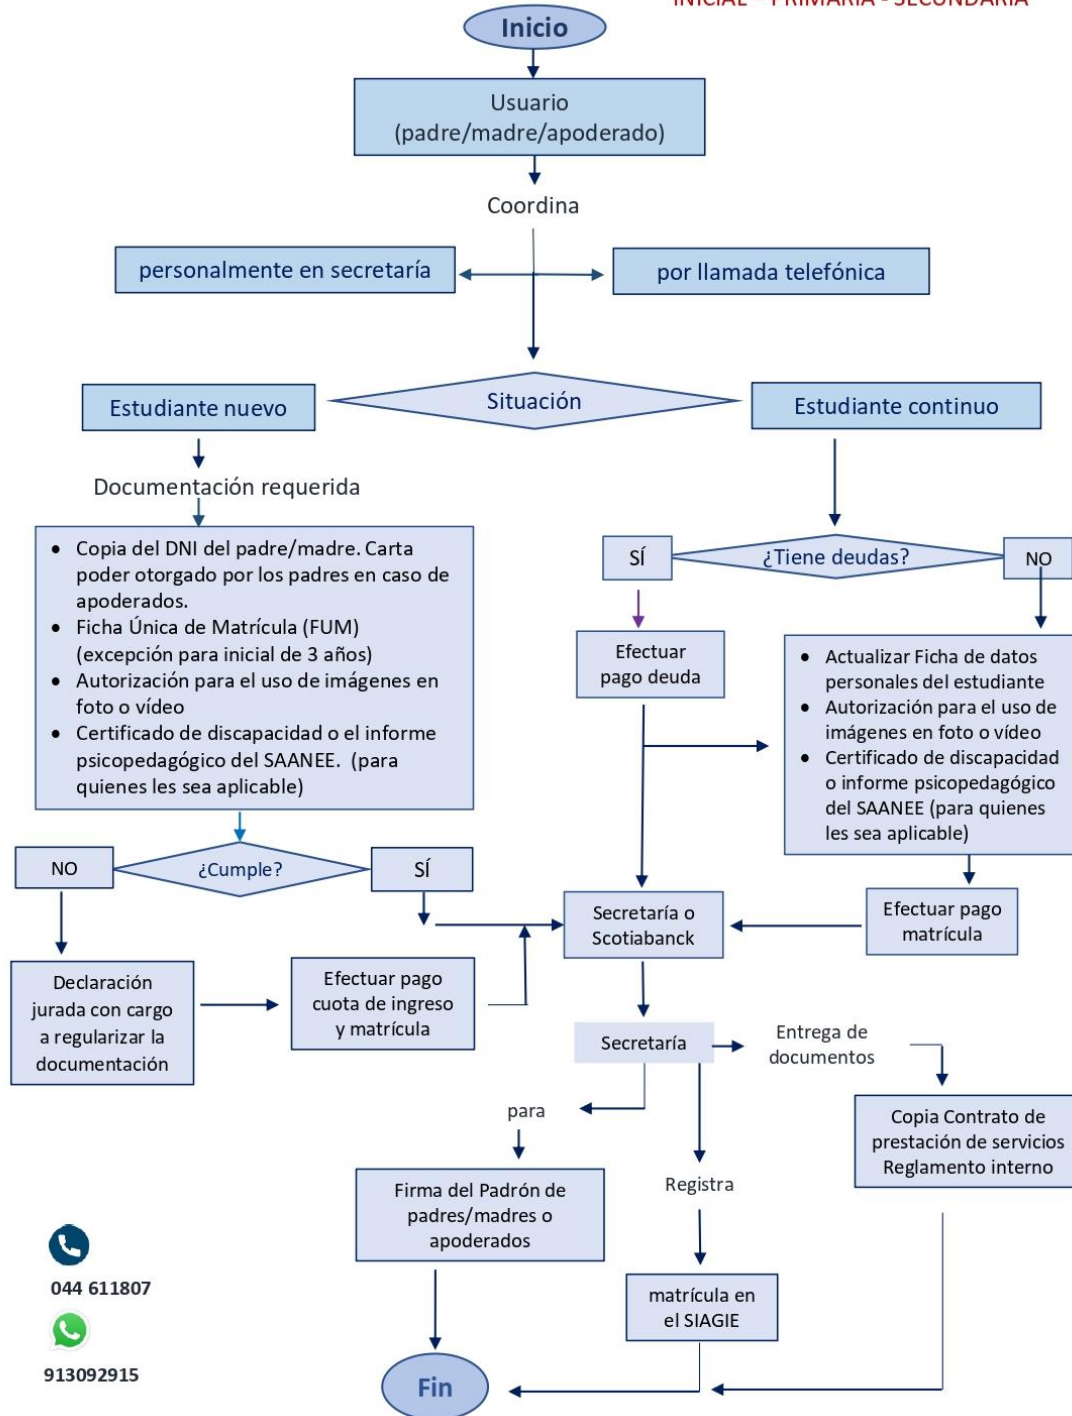 INICIAL – PRIMARIA - SECUNDARIA
Inicio
Usuario
(padre/madre/apoderado)
Coordina
personalmente en secretaría
por llamada telefónica
Situación
Estudiante nuevo
Estudiante continuo
Documentación requerida
• Copia del DNI del padre/madre. Carta
poder otorgado por los padres en caso de
apoderados.
• Ficha Única de Matrícula (FUM)
(excepción para inicial de 3 años)
• Autorización para el uso de imágenes en
foto o vídeo
• Certificado de discapacidad o el informe
psicopedagógico del SAANEE. (para
quienes les sea aplicable)
SÍ
¿Tiene deudas?
NO
Efectuar
pago deuda
• Actualizar Ficha de datos
personales del estudiante
• Autorización para el uso de
imágenes en foto o vídeo
• Certificado de discapacidad
o informe psicopedagógico
del SAANEE (para quienes
les sea aplicable)
NO
¿Cumple?
SÍ
Declaración
jurada con cargo
a regularizar la
documentación
Efectuar pago
cuota de ingreso
y matrícula
Secretaría o
Scotiabanck
Efectuar pago
matrícula
Secretaría
Entrega de
documentos
para
Copia Contrato de
prestación de servicios
Reglamento interno
Firma del Padrón de
padres/madres o
apoderados
Registra
matrícula en
el SIAGIE
044 611807
913092915
Fin